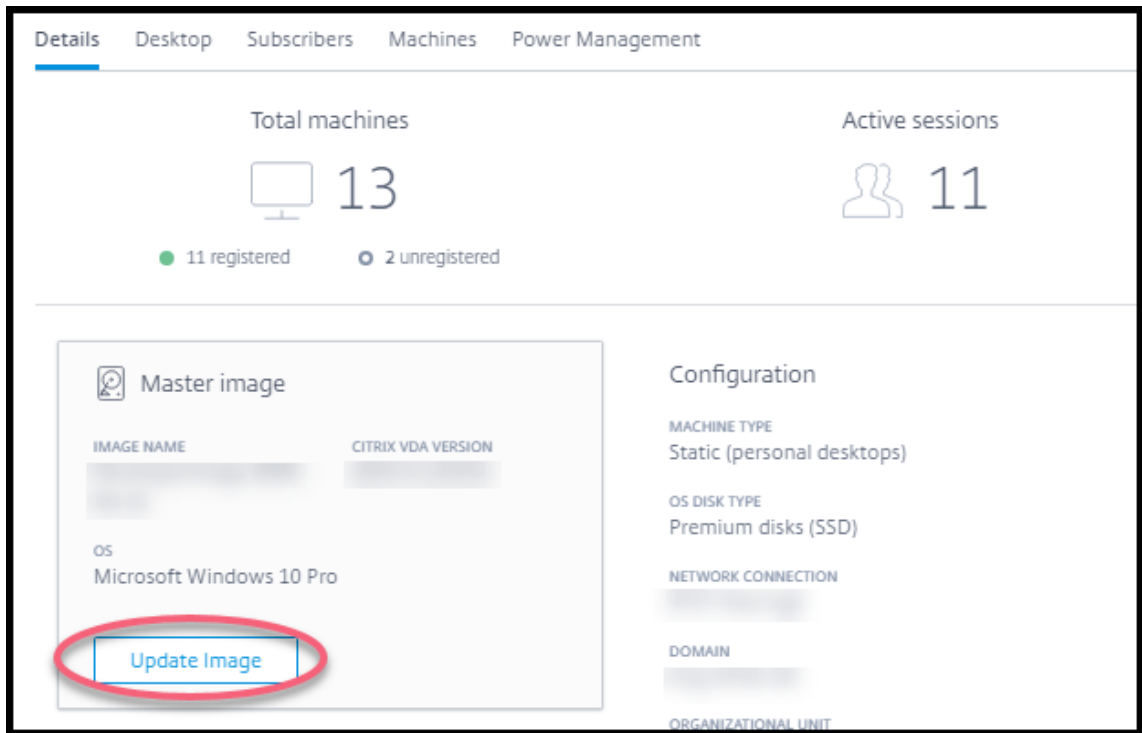 Details Desktop Subscribers Machines Power Management
Total machines
13
11 registered 2 unregistered
Active sessions
11
Master image
IMAGE NAME CITRIX VDA VERSION
OS
Microsoft Windows 10 Pro
Update Image
Configuration
MACHINE TYPE
Static (personal desktops)
OS DISK TYPE
Premium disks (SSD)
NETWORK CONNECTION
DOMAIN
ORGANIZATIONAL UNIT